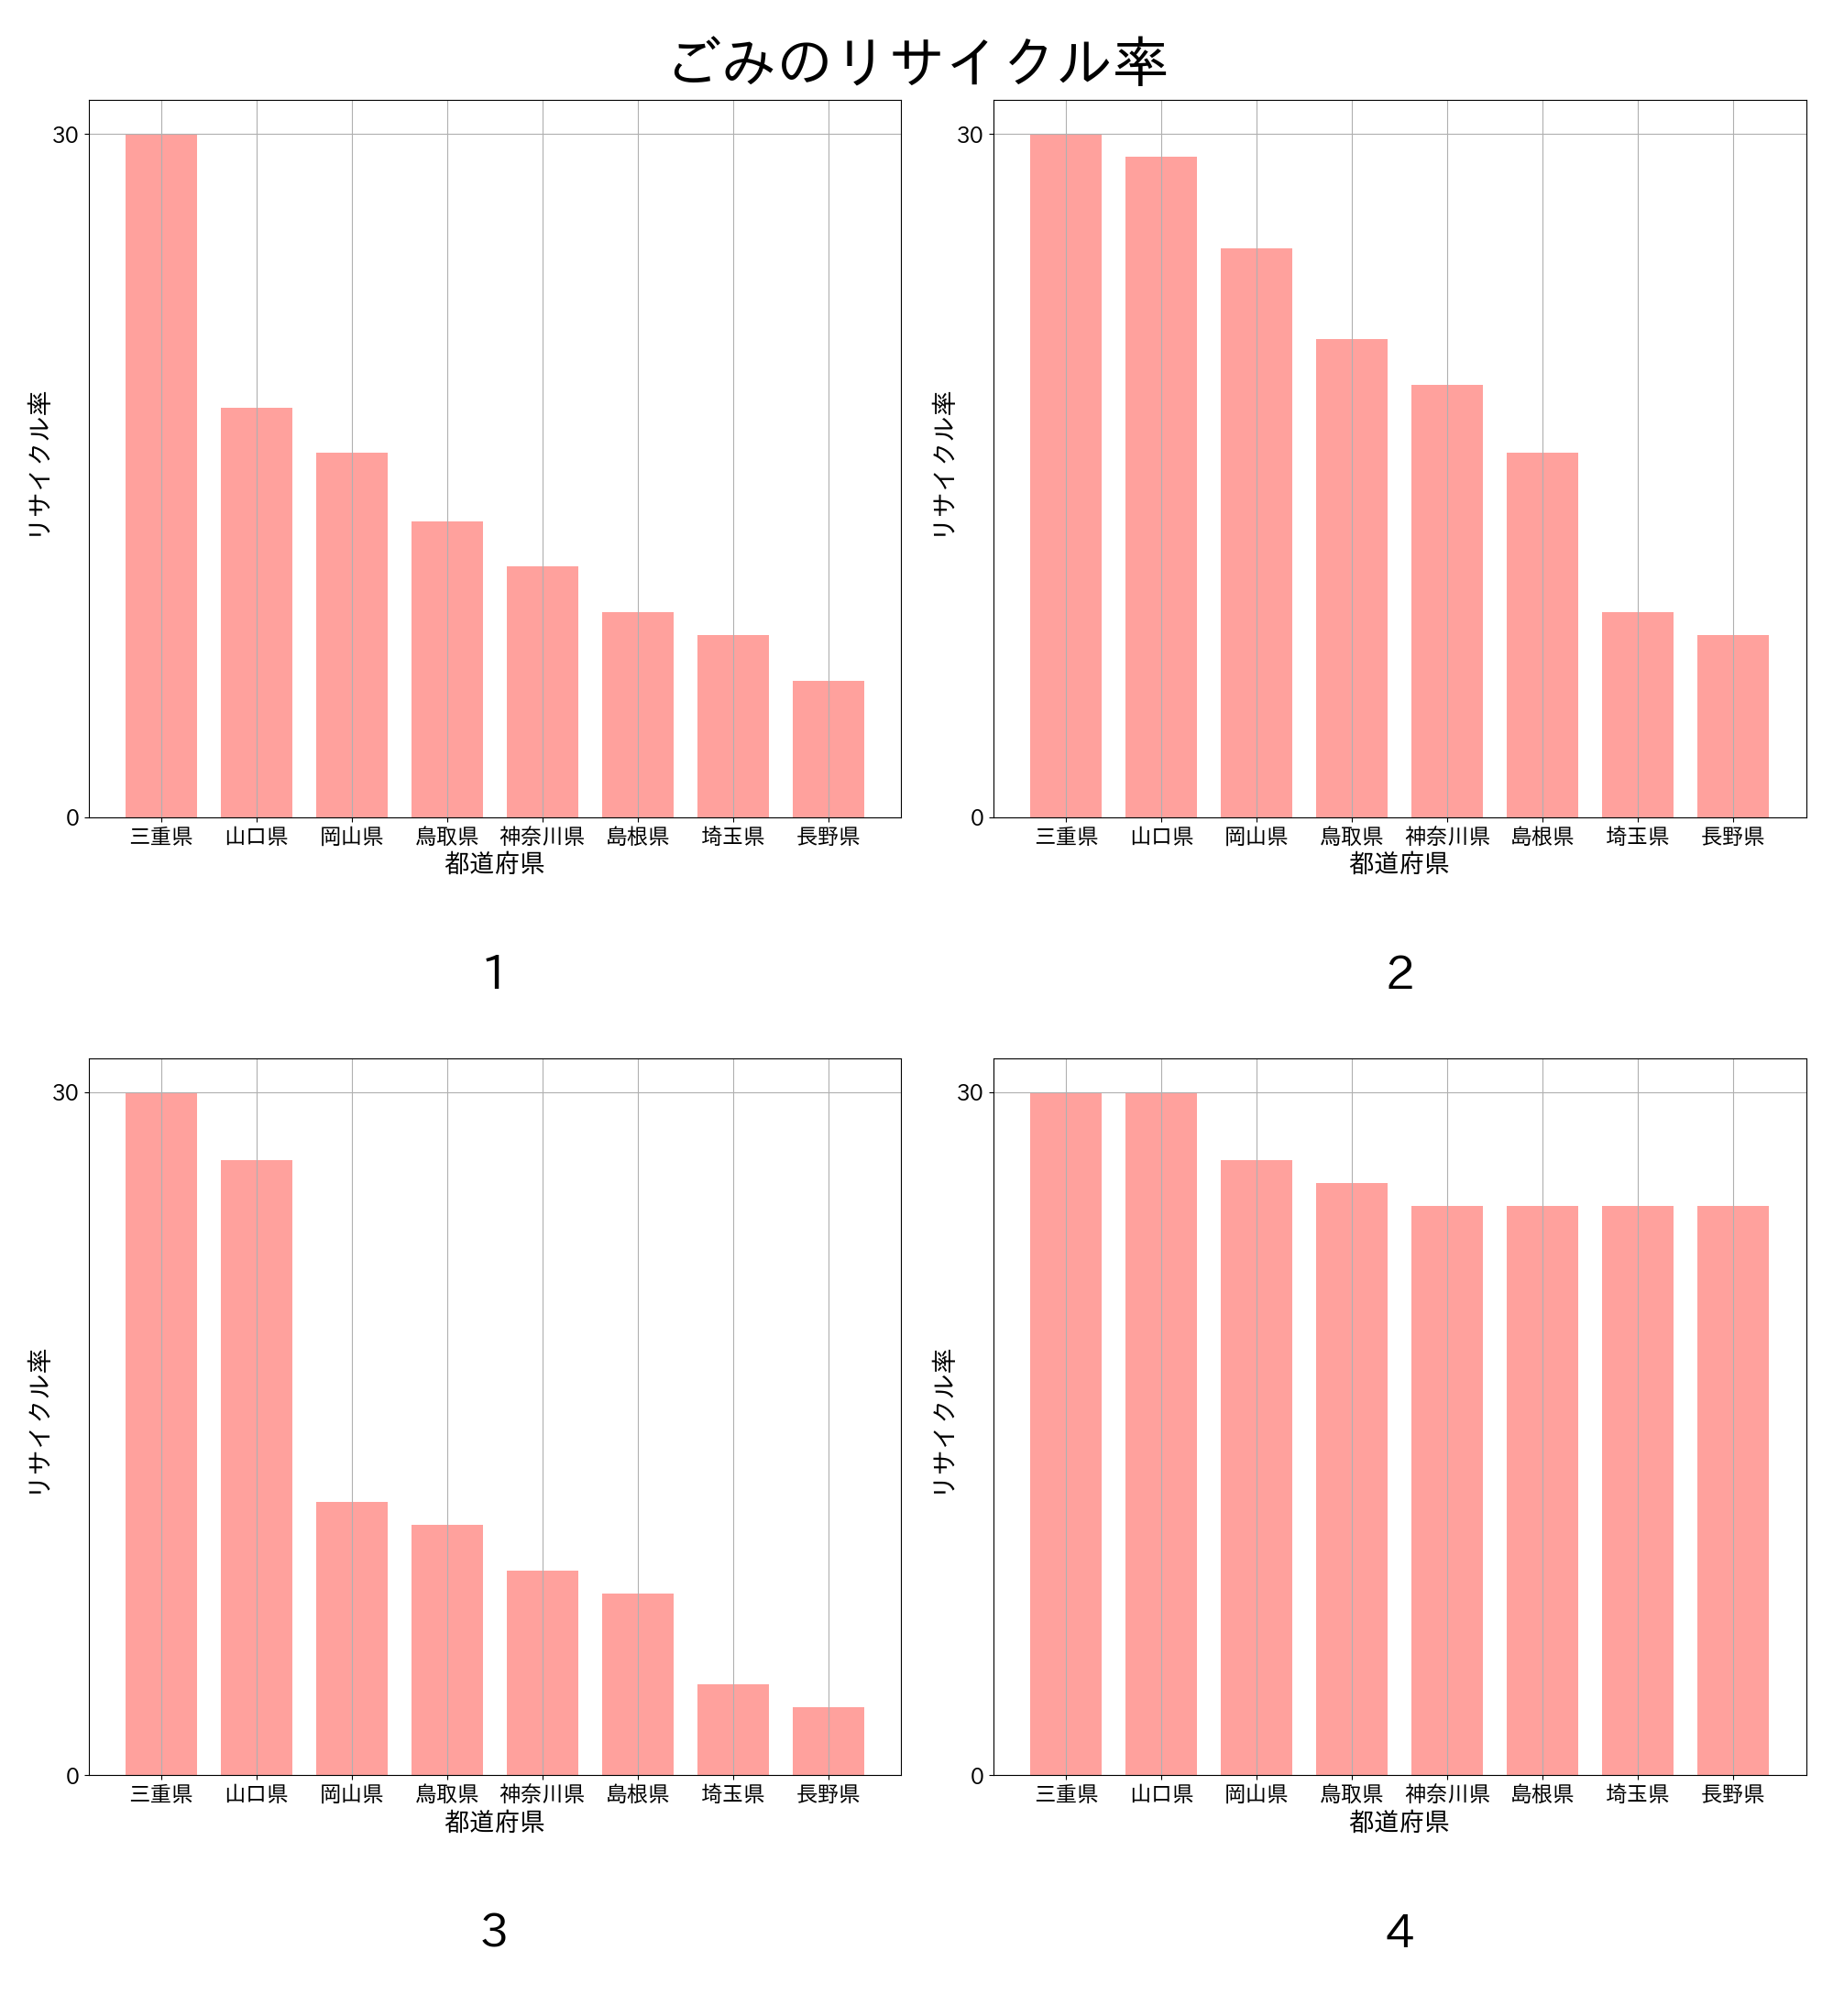 ごみのリサイクル率
30
0
リサイクル率
三重県 山口県 岡山県 鳥取県 神奈川県 島根県 埼玉県 長野県
都道府県
1
30
0
リサイクル率
三重県 山口県 岡山県 鳥取県 神奈川県 島根県 埼玉県 長野県
都道府県
2
30
0
リサイクル率
三重県 山口県 岡山県 鳥取県 神奈川県 島根県 埼玉県 長野県
都道府県
3
30
0
リサイクル率
三重県 山口県 岡山県 鳥取県 神奈川県 島根県 埼玉県 長野県
都道府県
4